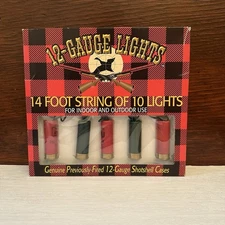 12-GAUGE LIGHTS
14 FOOT STRING OF 10 LIGHTS
FOR INDOOR AND OUTDOOR USE
Genuine Previously Fired 12-Gauge Shotshell Cases